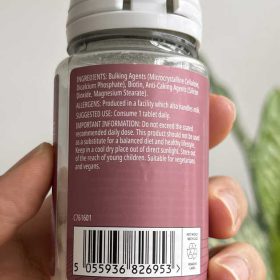 INGREDIENTS: Bulking Agents (Microcrystalline Cellulose,
Dicalcium Phosphate), Biotin, Anti-Caking Agents (Silicon
Dioxide, Magnesium Stearate).
ALLERGENS: Produced in a facility which also handles milk.
SUGGESTED USE: Consume 1 tablet daily.
IMPORTANT INFORMATION: Do not exceed the stated
recommended daily dose. This product should not be used
as a substitute for a balanced diet and healthy lifestyle.
Keep in a cool dry place out of direct sunlight. Store out
of the reach of young children. Suitable for vegetarians
and vegans.
C761601
5 055936 826953 >